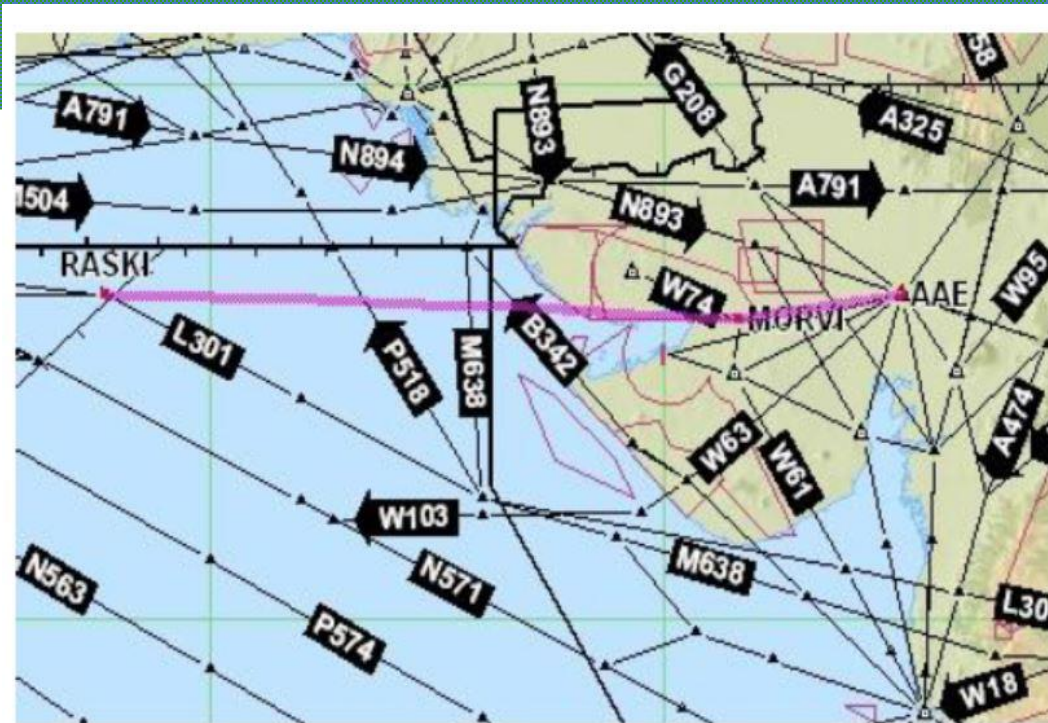 58
A791
G208
A325
N893
N894
A791
1504
N893
RASKI
W74
AAE
W95
MORVI
L301
B342
P518
M638
A474
W63
W61
W103
M638
N571
N563
L30
P574
W18